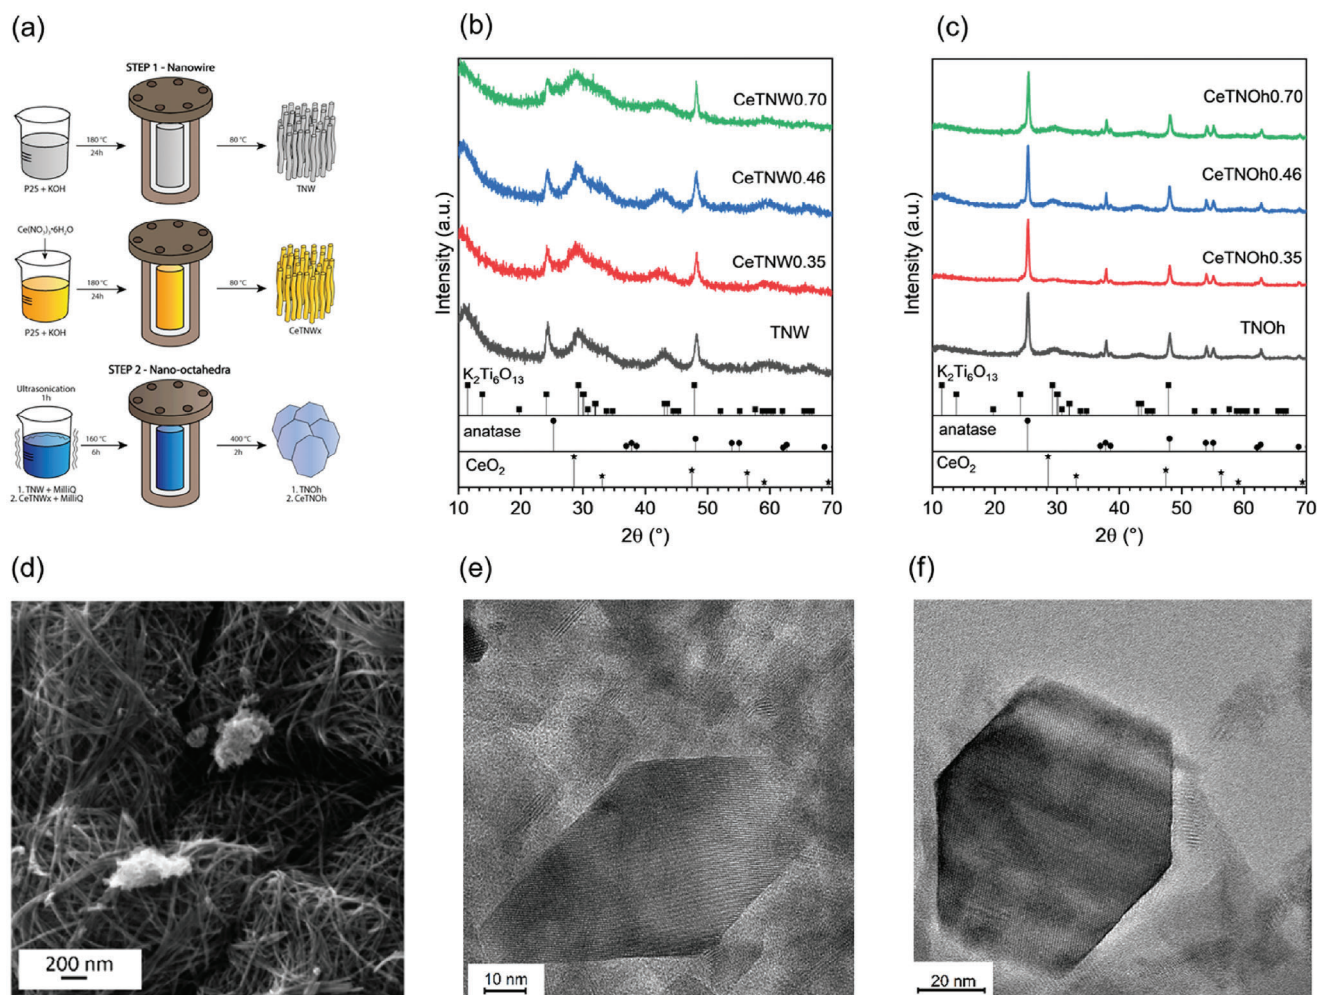 (a)
STEP 1 - Nanowire
180 °C
24h
80 °C
P25 + KOH
TNW
Ce(NO₃)₃•6H₂O
180 °C
24h
80 °C
P25 + KOH
CeTNWx
STEP 2 - Nano-octahedra
Ultrasonication
1h
160 °C
6h
400 °C
2h
1. TNW + MilliQ
2. CeTNWx + MilliQ
1. TNOh
2. CeTNOh
(b)
CeTNW0.70
CeTNW0.46
CeTNW0.35
TNW
K₂Ti₆O₁₃
anatase
CeO₂
Intensity (a.u.)
10 20 30 40 50 60 70
2θ (°)
(c)
CeTNOh0.70
CeTNOh0.46
CeTNOh0.35
TNOh
K₂Ti₆O₁₃
anatase
CeO₂
Intensity (a.u.)
10 20 30 40 50 60 70
2θ (°)
(d)
200 nm
(e)
10 nm
(f)
20 nm